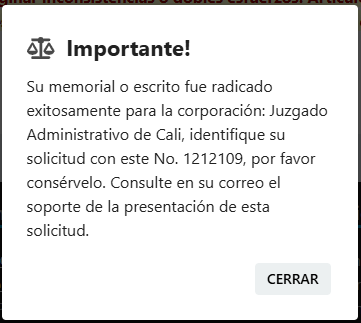 Importante!
Su memorial o escrito fue radicado
exitosamente para la corporación: Juzgado
Administrativo de Cali, identifique su
solicitud con este No. 1212109, por favor
consérvelo. Consulte en su correo el
soporte de la presentación de esta
solicitud.
CERRAR